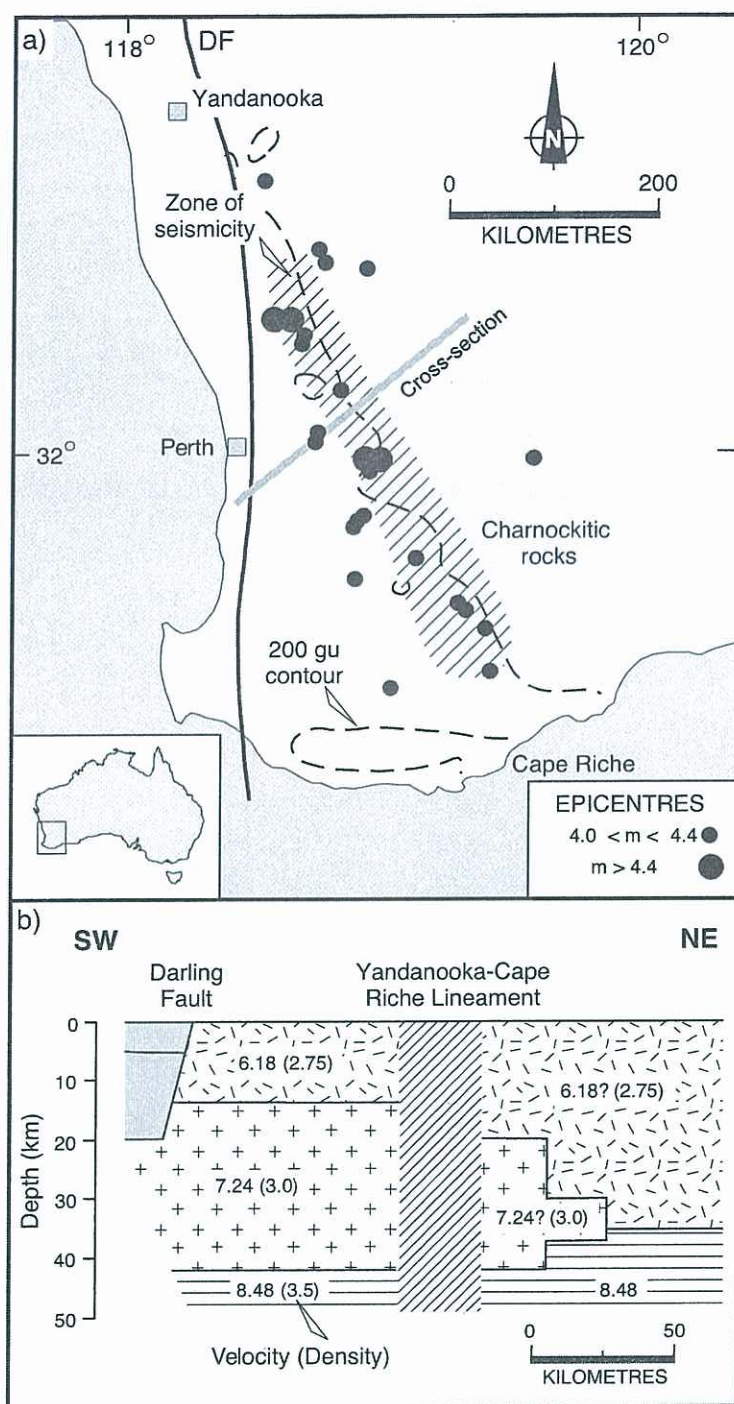 a)
118°
DF
120°
Yandanooka
N
Zone of
seismicity
0
200
KILOMETRES
Cross-section
Perth
32°
Charnockitic
rocks
200 gu
contour
Cape Riche
EPICENTRES
4.0 < m < 4.4
m > 4.4
b)
SW
NE
Darling
Fault
Yandanooka-Cape
Riche Lineament
0
10
20
30
40
50
Depth (km)
6.18 (2.75)
6.18? (2.75)
7.24 (3.0)
7.24? (3.0)
8.48 (3.5)
8.48
Velocity (Density)
0
50
KILOMETRES